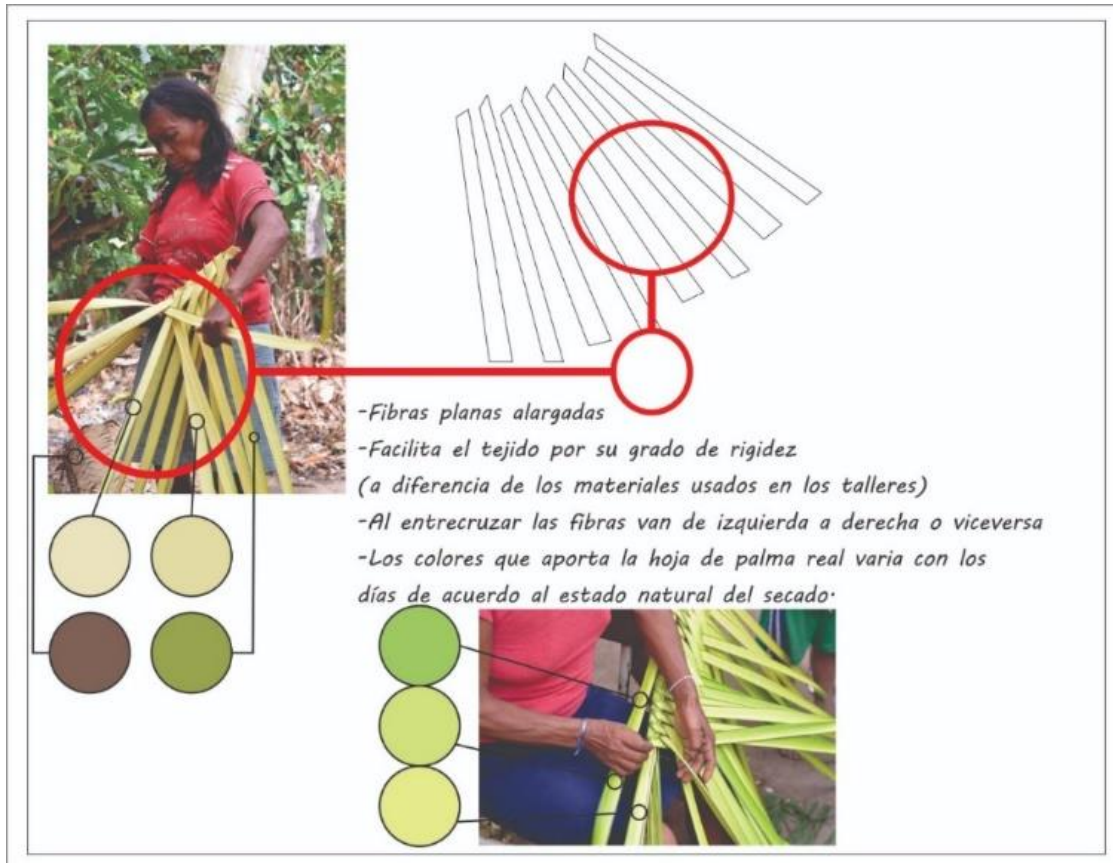 -Fibras planas alargadas
-Facilita el tejido por su grado de rigidez
(a diferencia de los materiales usados en los talleres)
-Al entrecruzar las fibras van de izquierda a derecha o viceversa
-Los colores que aporta la hoja de palma real varia con los
días de acuerdo al estado natural del secado.